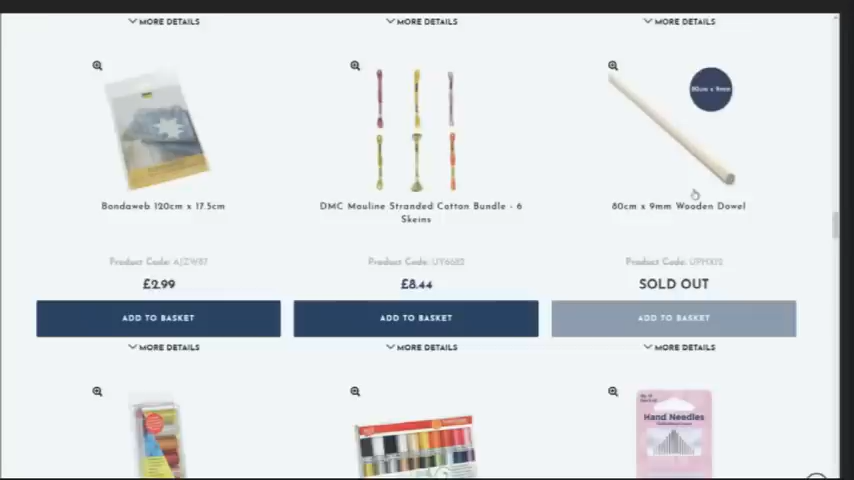 MORE DETAILS
MORE DETAILS
MORE DETAILS
80cm x 9mm
Bondaweb 120cm x 17.5cm
DMC Mouline Stranded Cotton Bundle - 6
Skeins
80cm x 9mm Wooden Dowel
Product Code:
Product Code:
Product Code:
£2.99
£8.44
SOLD OUT
ADD TO BASKET
ADD TO BASKET
ADD TO BASKET
MORE DETAILS
MORE DETAILS
MORE DETAILS
Hand Needles